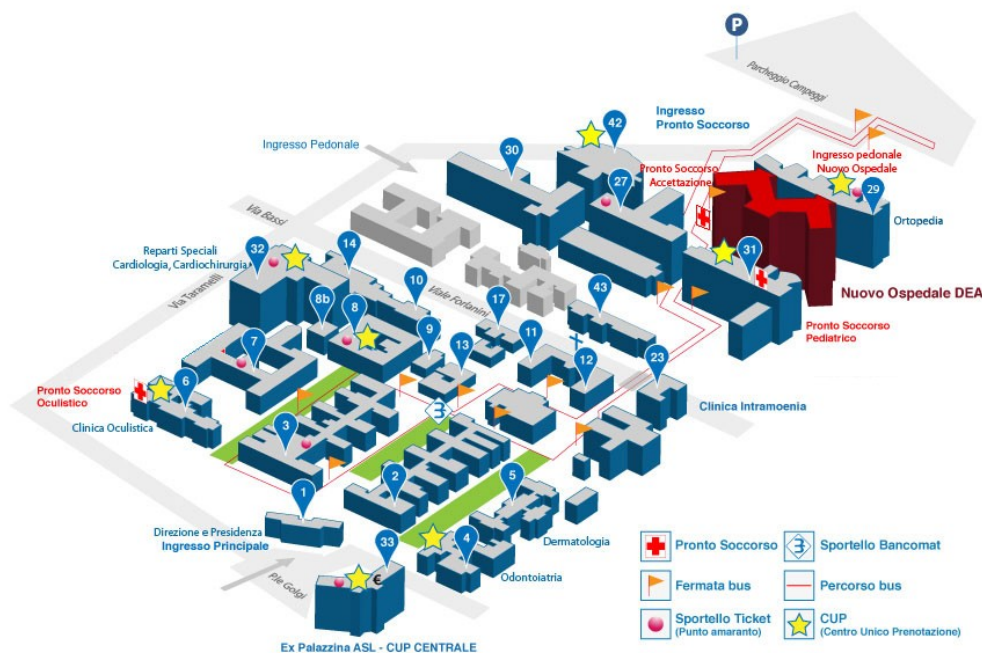 P
Parcheggio Campeggi
Ingresso
Pronto Soccorso
42
Ingresso Pedonale
30
Pronto Soccorso
Accettazione
Ingresso pedonale
Nuovo Ospedale
27
29
Ortopedia
Via Bassi
32
14
Reparti Speciali
Cardiologia, Cardiochirurgia
31
Via Taramelli
10
Viale Forlanini
17
43
Nuovo Ospedale DEA
8b
8
9
13
11
12
23
Pronto Soccorso
Pediatrico
7
6
Pronto Soccorso
Oculistico
Clinica Oculistica
Clinica Intramoenia
3
2
5
1
Direzione e Presidenza
Ingresso Principale
33
4
Dermatologia
Odontoiatria
P.le Golgi
€
Ex Palazzina ASL - CUP CENTRALE
Pronto Soccorso
Sportello Bancomat
Fermata bus
Percorso bus
Sportello Ticket
(Punto amaranto)
CUP
(Centro Unico Prenotazione)